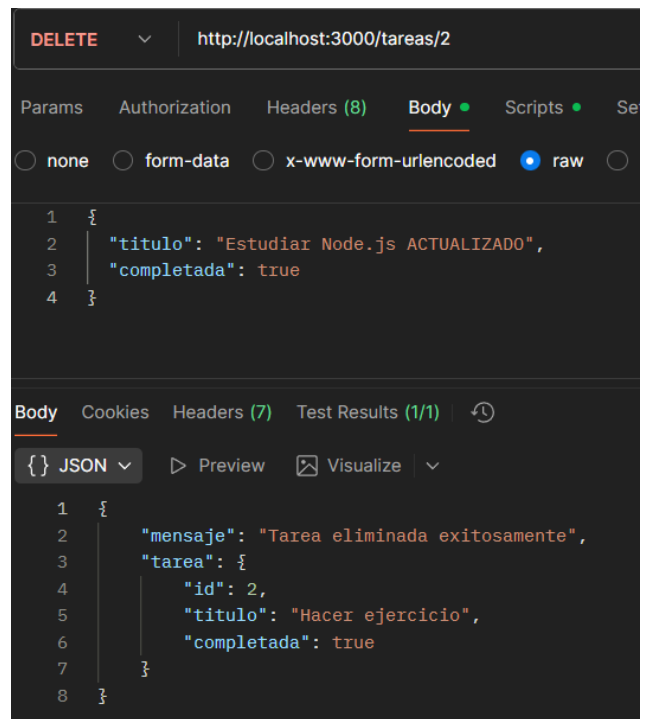 DELETE http://localhost:3000/tareas/2
Params Authorization Headers (8) Body Scripts
none form-data x-www-form-urlencoded raw
1 {
2 "titulo": "Estudiar Node.js ACTUALIZADO",
3 "completada": true
4 }
Body Cookies Headers (7) Test Results (1/1)
{} JSON Preview Visualize
1 {
2 "mensaje": "Tarea eliminada exitosamente",
3 "tarea": {
4 "id": 2,
5 "titulo": "Hacer ejercicio",
6 "completada": true
7 }
8 }